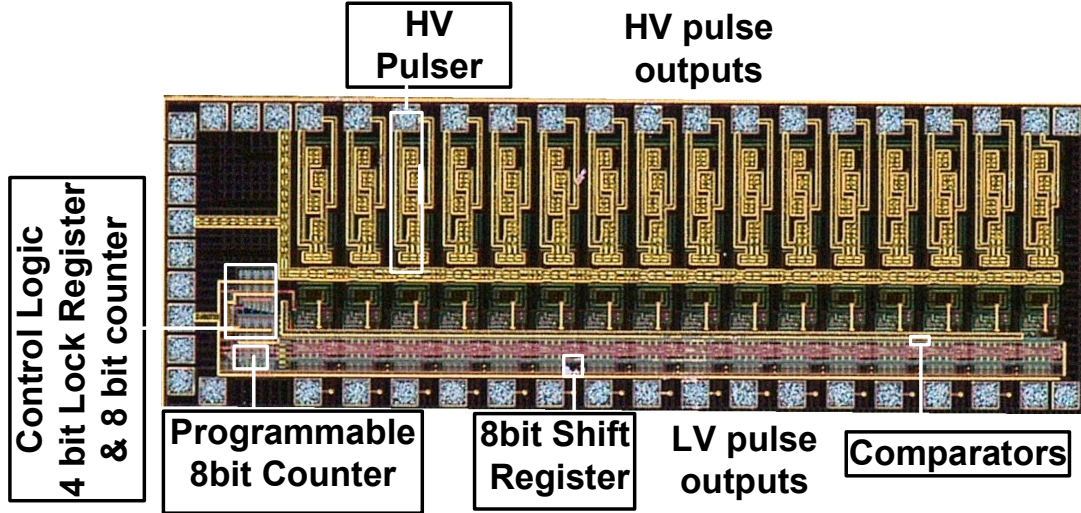 HV
Pulser
HV pulse
outputs
Control Logic
4 bit Lock Register
& 8 bit counter
Programmable
8bit Counter
8bit Shift
Register
LV pulse
outputs
Comparators